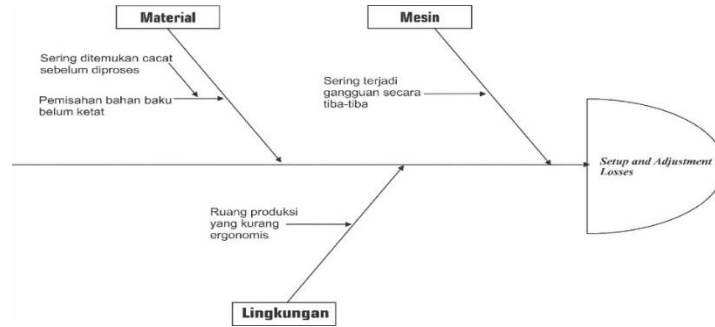 Material
Mesin
Sering ditemukan cacat
sebelum diproses
Pemisahan bahan baku
belum ketat
Sering terjadi
gangguan secara
tiba-tiba
Setup and Adjustment
Losses
Ruang produksi
yang kurang
ergonomis
Lingkungan